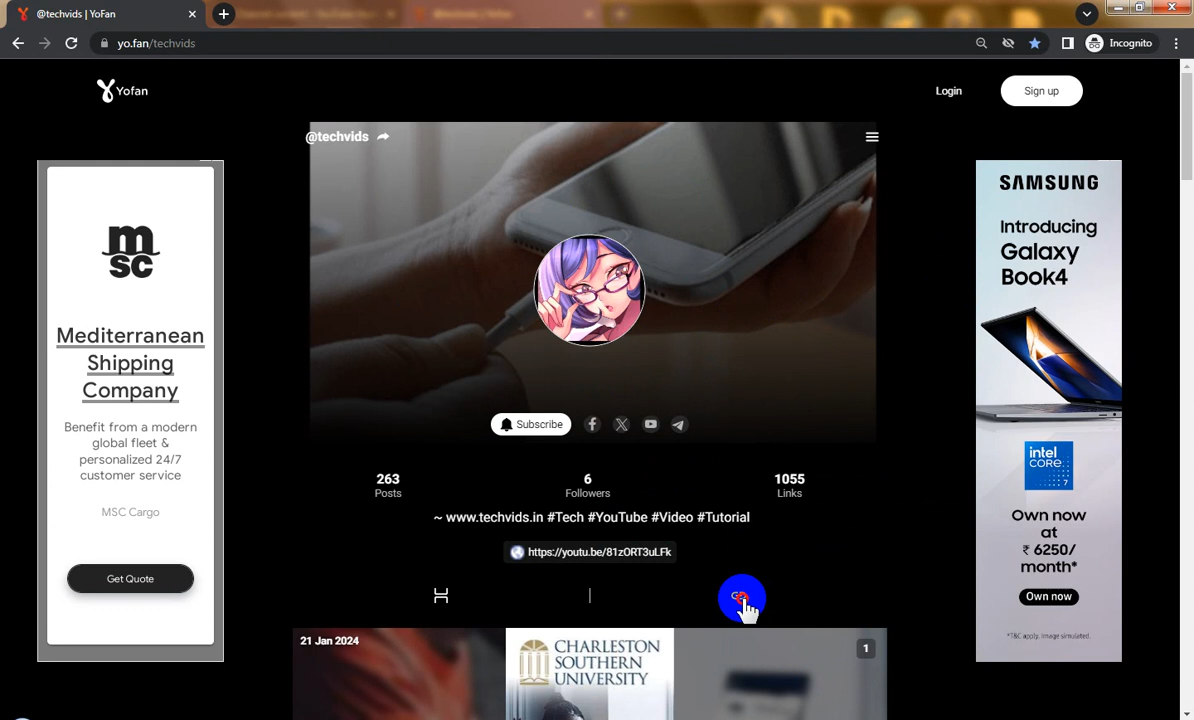 @techvids | YoFan
yo.fan/techvids
Incognito
Yofan
Login
Sign up
@techvids
msc
Mediterranean
Shipping
Company
Benefit from a modern
global fleet &
personalized 24/7
customer service
MSC Cargo
Get Quote
Subscribe
263
Posts
6
Followers
1055
Links
~ www.techvids.in #Tech #YouTube #Video #Tutorial
https://youtu.be/81zORT3uLFk
21 Jan 2024
CHARLESTON
SOUTHERN
UNIVERSITY
1
SAMSUNG
Introducing
Galaxy
Book4
intel
CORE
7
Own now
at
₹ 6250/
month*
Own now
*T&C apply. Image simulated.